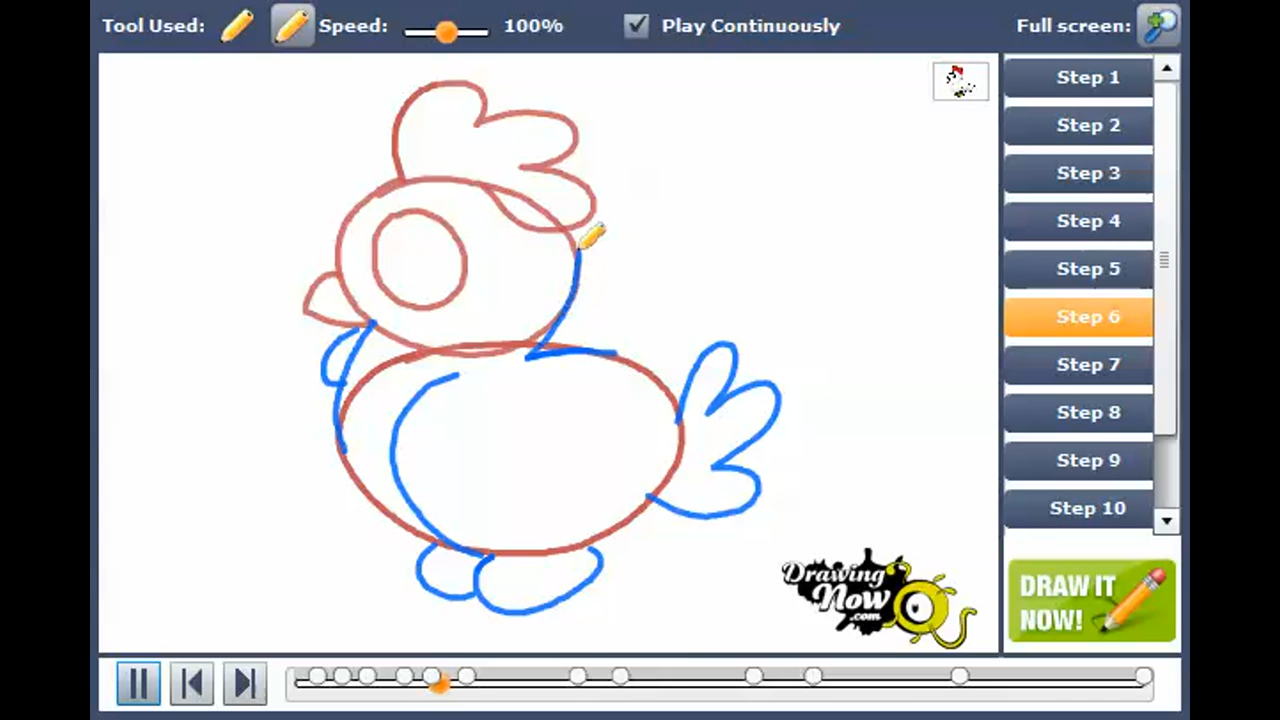 Tool Used:
Speed:
100%
Play Continuously
Full screen:
Step 1
Step 2
Step 3
Step 4
Step 5
Step 6
Step 7
Step 8
Step 9
Step 10
DRAW IT
NOW!
Drawing
Now
.com